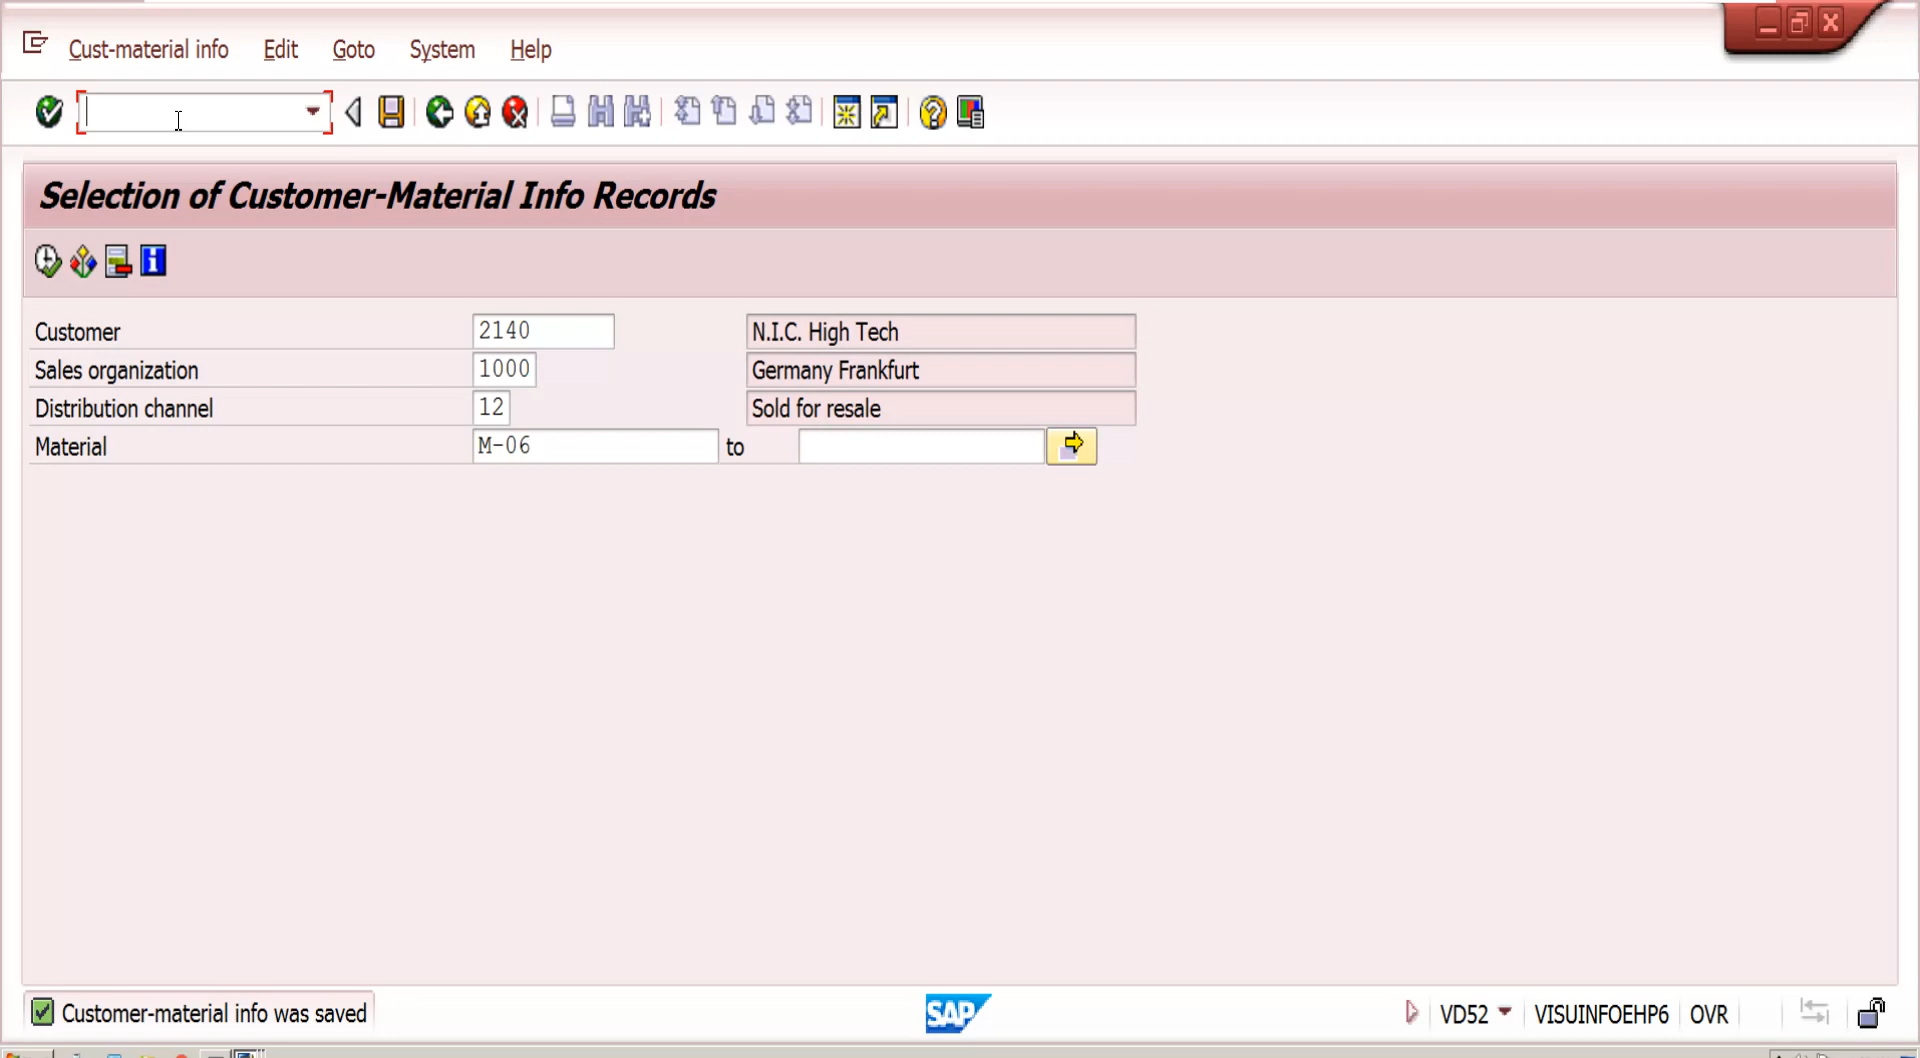 Cust-material info Edit Goto System Help
Selection of Customer-Material Info Records
Customer 2140 N.I.C. High Tech
Sales organization 1000 Germany Frankfurt
Distribution channel 12 Sold for resale
Material M-06 to
Customer-material info was saved SAP VD52 VISUINFOEHP6 OVR